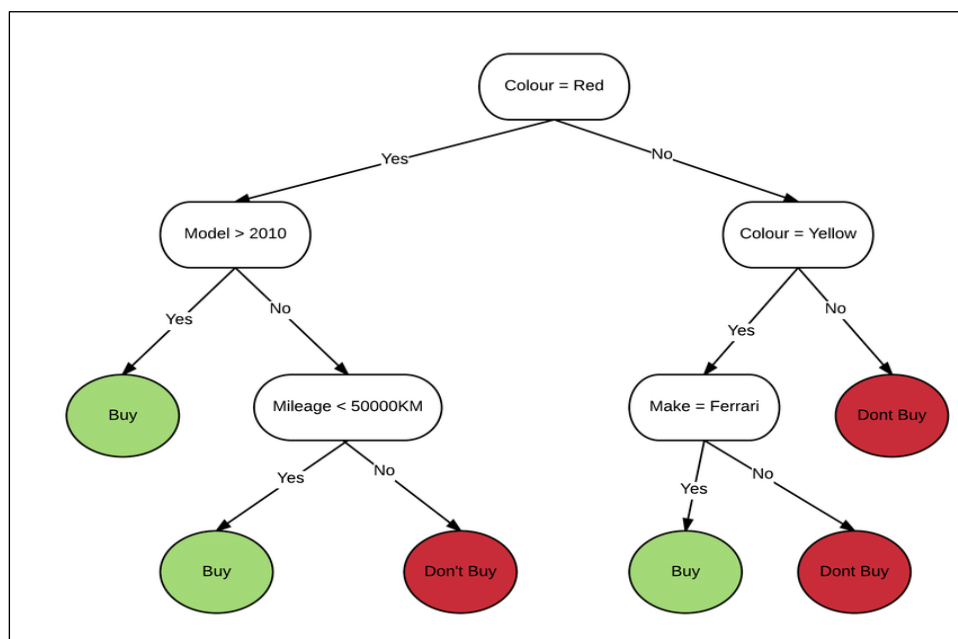 Colour = Red
Yes
No
Model > 2010
Colour = Yellow
Yes
No
Yes
No
Buy
Mileage < 50000KM
Make = Ferrari
Dont Buy
Yes
No
Yes
No
Buy
Don't Buy
Buy
Dont Buy